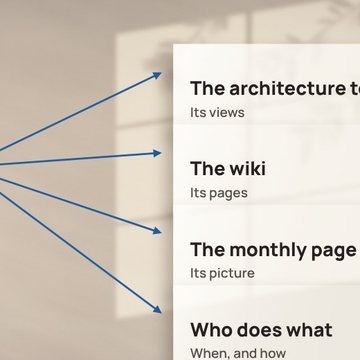 The architecture
Its views
The wiki
Its pages
The monthly page
Its picture
Who does what
When, and how